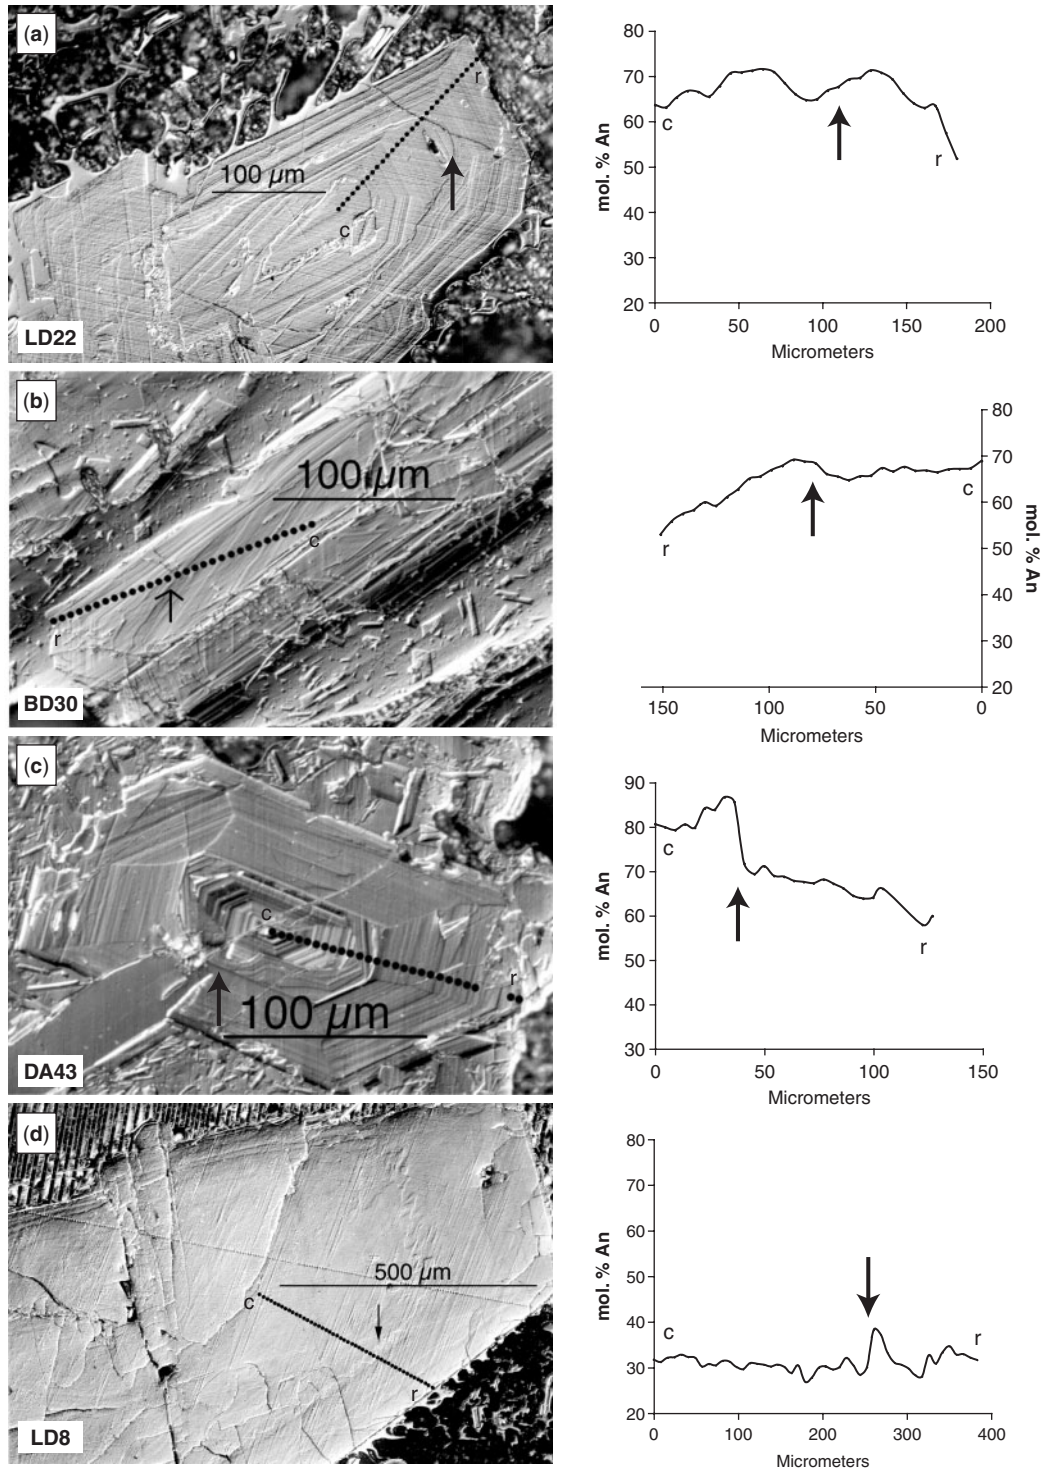 (a)
r
100 µm
c
LD22
80
70
60
50
40
30
20
mol. % An
c
r
0 50 100 150 200
Micrometers
(b)
100 µm
c
r
BD30
80
70
60
50
40
30
20
mol. % An
c
r
150 100 50 0
Micrometers
(c)
c
r
100 µm
DA43
90
80
70
60
50
40
30
mol. % An
c
r
0 50 100 150
Micrometers
(d)
500 µm
c
r
LD8
80
70
60
50
40
30
20
mol. % An
c
r
0 100 200 300 400
Micrometers